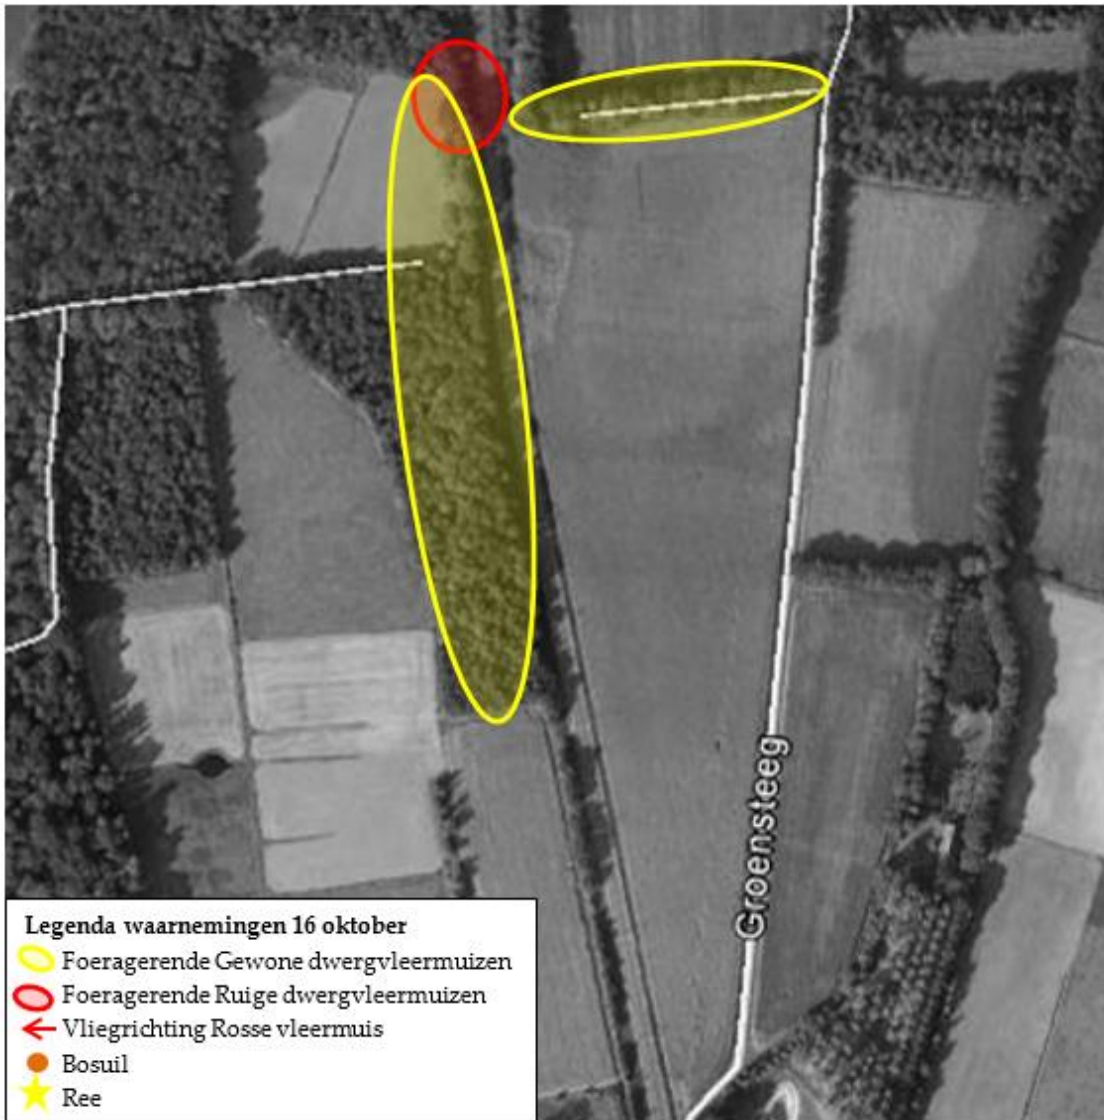 Groensteeg
Legenda waarnemingen 16 oktober
Foeragerende Gewone dwergvleermuizen
Foeragerende Ruige dwergvleermuizen
Vliegrichting Rosse vleermuis
Bosuil
Ree